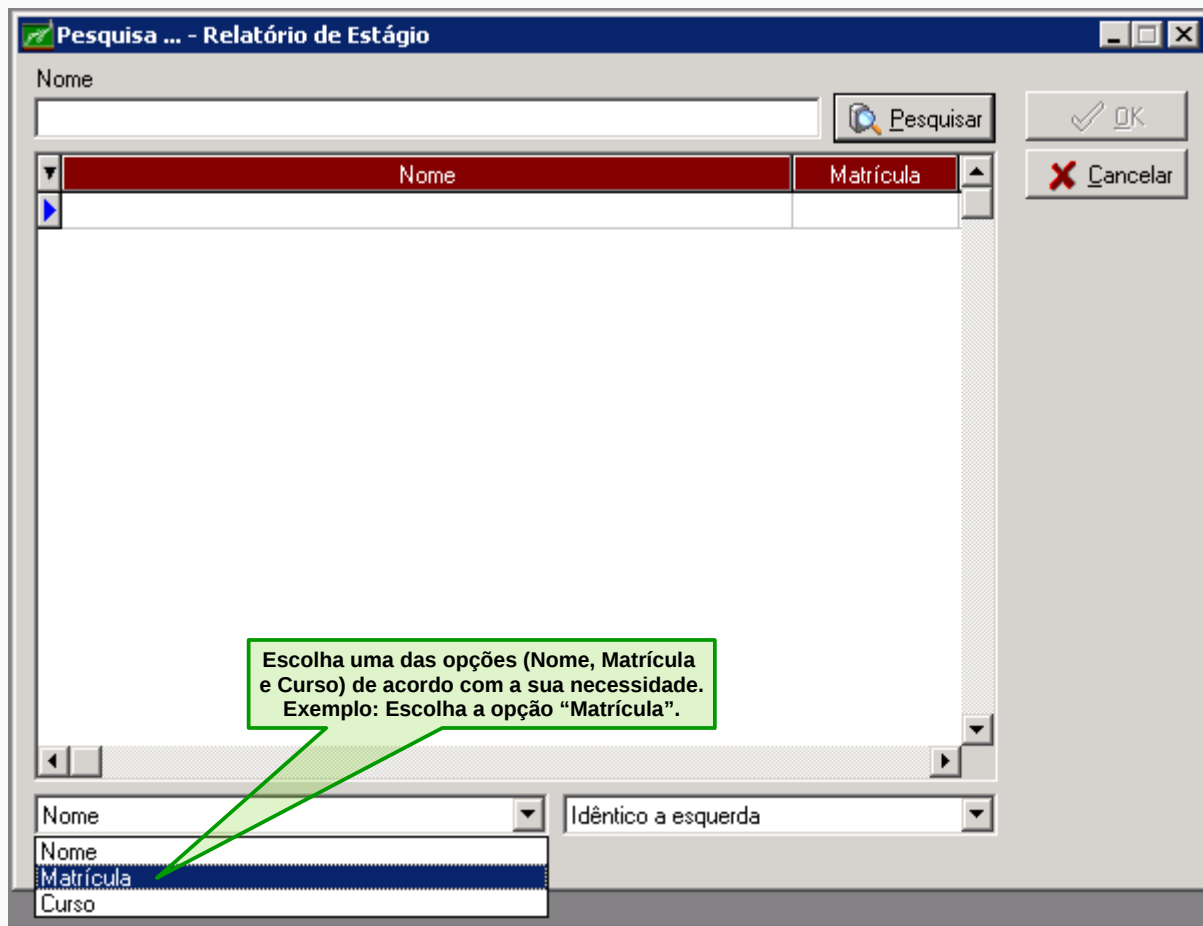 Pesquisa ... - Relatório de Estágio
Nome
Pesquisar
OK
Cancelar
Nome
Matrícula
Escolha uma das opções (Nome, Matrícula
e Curso) de acordo com a sua necessidade.
Exemplo: Escolha a opção “Matrícula”.
Nome
Idêntico a esquerda
Nome
Matrícula
Curso